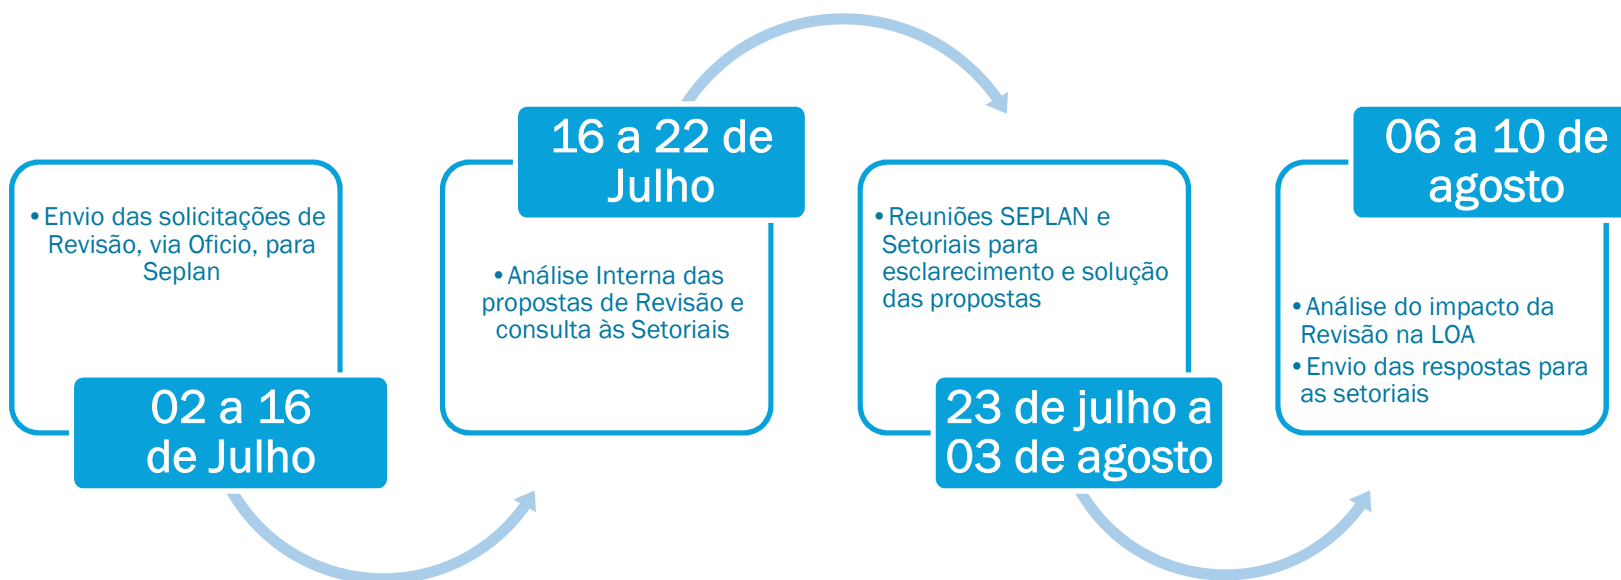 •Envio das solicitações de
Revisão, via Oficio, para
Seplan
02 a 16
de Julho
16 a 22 de
Julho
•Análise Interna das
propostas de Revisão e
consulta às Setoriais
•Reuniões SEPLAN e
Setoriais para
esclarecimento e solução
das propostas
23 de julho a
03 de agosto
06 a 10 de
agosto
•Análise do impacto da
Revisão na LOA
•Envio das respostas para
as setoriais